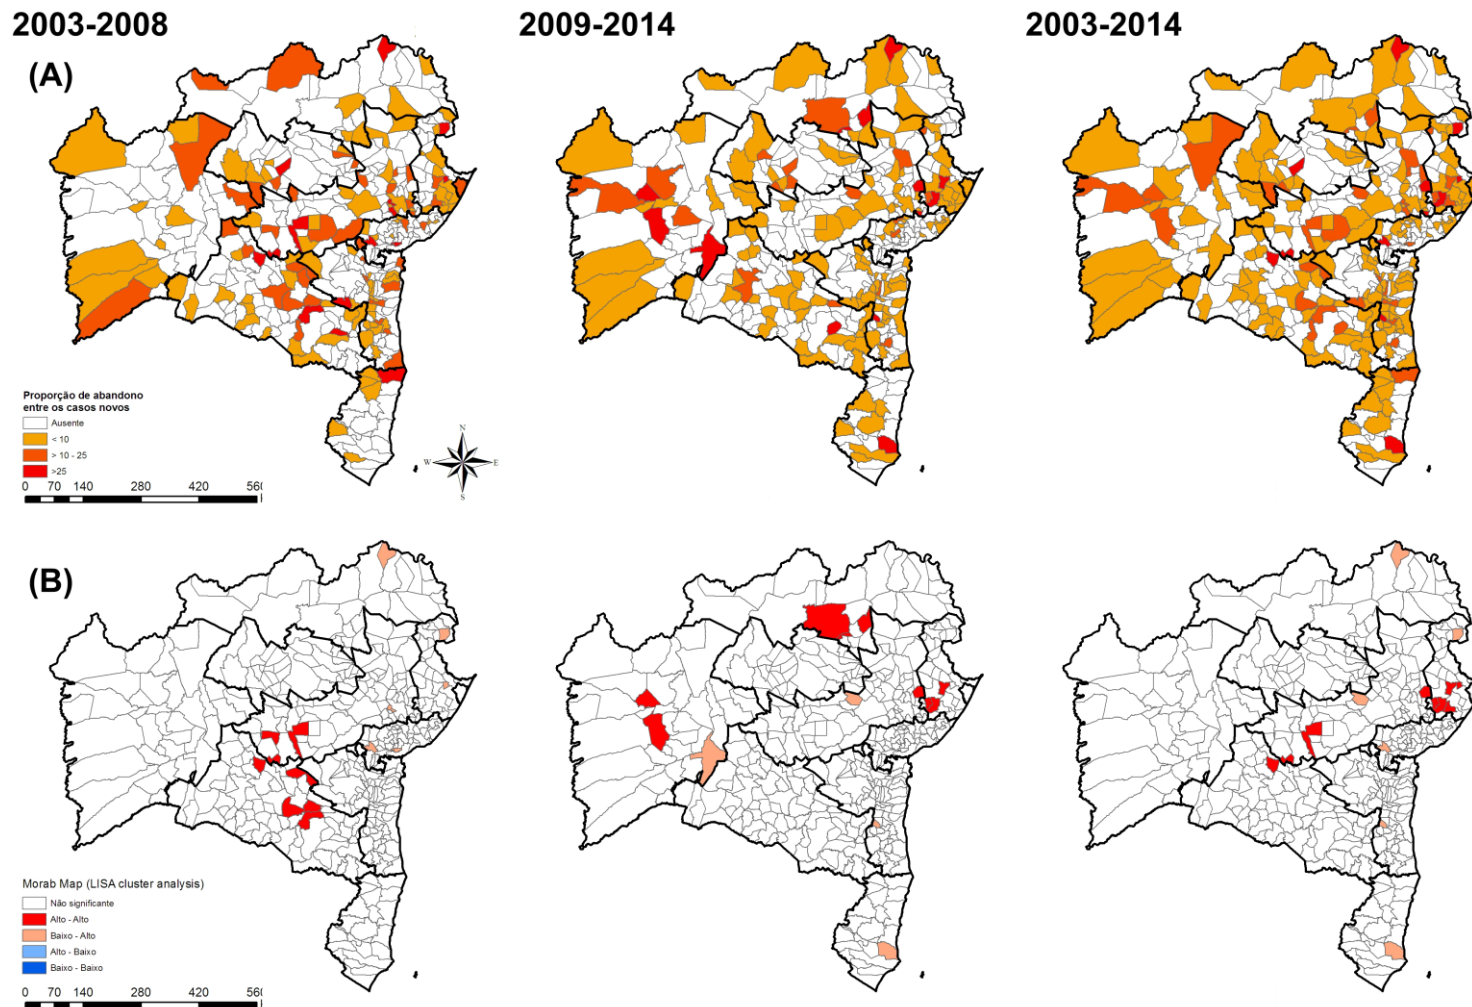 2003-2008
2009-2014
2003-2014
(A)
Proporção de abandono
entre os casos novos
Ausente
< 10
> 10 - 25
>25
0 70 140 280 420 560
N
W E
S
(B)
Morab Map (LISA cluster analysis)
Não significante
Alto - Alto
Baixo - Alto
Alto - Baixo
Baixo - Baixo
0 70 140 280 420 560